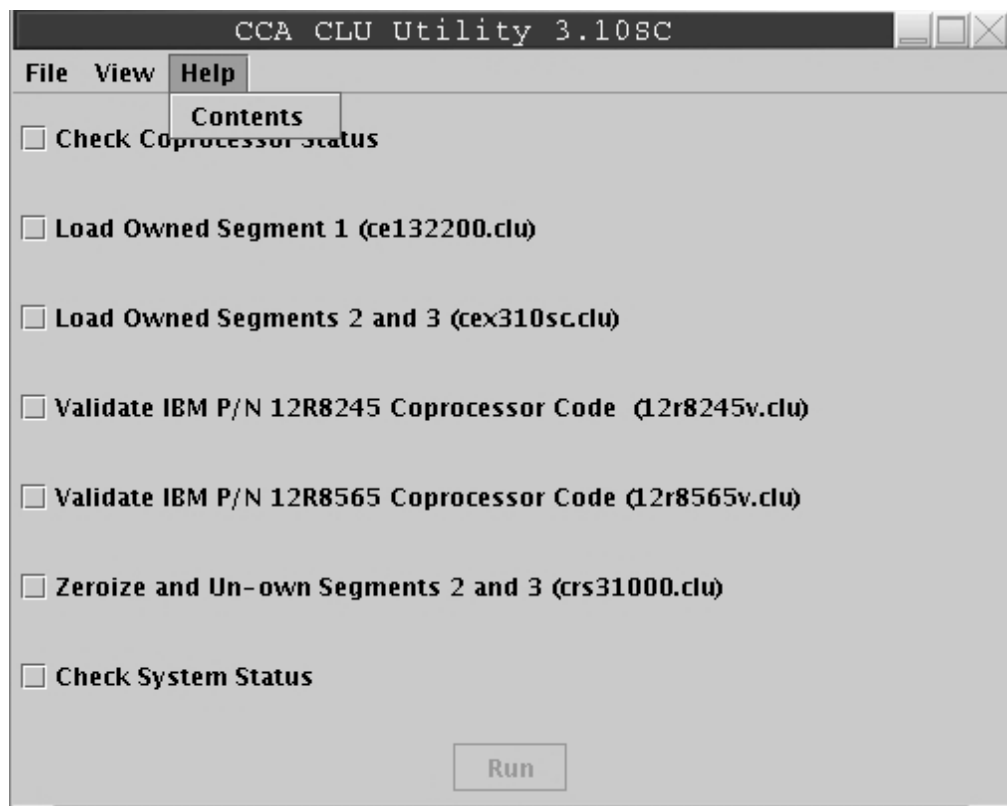 CCA CLU Utility 3.10SC
File View Help
Contents
Check Coprocessor Status
Load Owned Segment 1 (ce132200.clu)
Load Owned Segments 2 and 3 (cex310sc.clu)
Validate IBM P/N 12R8245 Coprocessor Code (12r8245v.clu)
Validate IBM P/N 12R8565 Coprocessor Code (12r8565v.clu)
Zeroize and Un-own Segments 2 and 3 (crs31000.clu)
Check System Status
Run